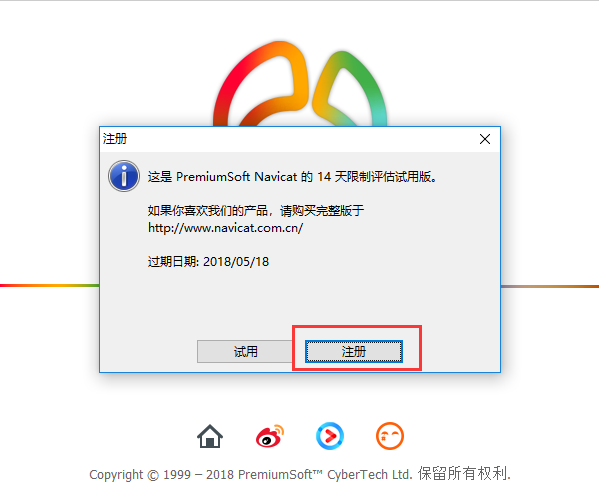 注册
这是 PremiumSoft Navicat 的 14 天限制评估试用版。
如果你喜欢我们的产品，请购买完整版于
http://www.navicat.com.cn/
过期日期: 2018/05/18
试用
注册
Copyright © 1999 – 2018 PremiumSoft™ CyberTech Ltd. 保留所有权利.